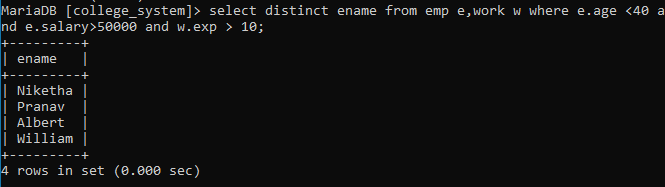 MariaDB [college_system]> select distinct ename from emp e,work w where e.age <40 a
nd e.salary>50000 and w.exp > 10;
+---------+
| ename   |
+---------+
| Niketha |
| Pranav  |
| Albert  |
| William |
+---------+
4 rows in set (0.000 sec)